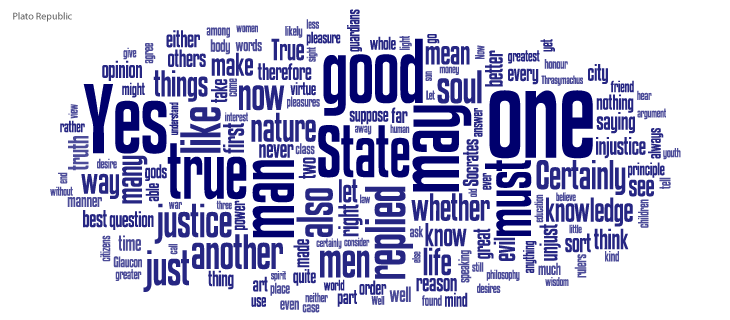 Plato Republic
Yes
good
one
State
may
true
man
like
now
must
justice
just
another
also
replied
men
nature
soul
whether
Certainly
knowledge
know
life
things
way
many
first
never
two
let
right
make
therefore
True
mean
better
every
city
nothing
saying
injustice
principle
see
sort
think
unjust
evil
great
reason
mind
well
Well
order
part
quite
made
art
use
even
case
place
spirit
world
neither
found
desires
still
speaking
philosophy
much
anything
wisdom
rulers
kind
little
believe
education
children
tell
always
youth
argument
hear
friend
Thrasymachus
honour
yet
greatest
Now
go
money
son
Let
light
whole
guardians
pleasure
less
sight
likely
women
among
words
body
either
others
opinion
give
agree
might
take
come
virtue
pleasures
interest
understand
suppose
far
away
human
class
answer
Socrates
ever
old
law
ask
else
consider
certainly
power
three
war
call
gods
able
truth
rather
view
desire
end
without
manner
best
question
time
citizens
Glaucon
greater
thing